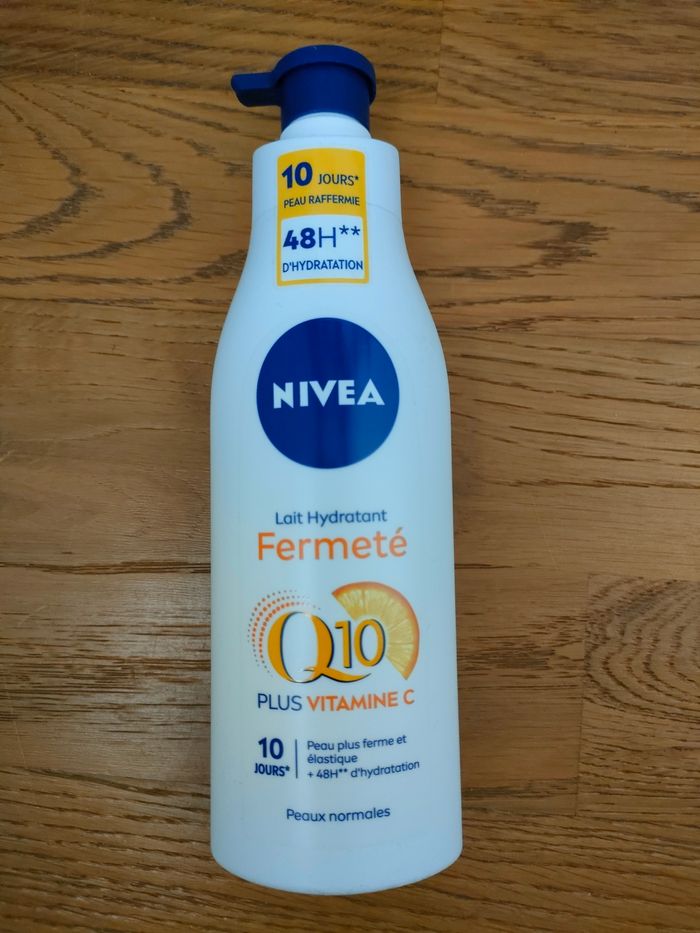 10 JOURS*
PEAU RAFFERMIE
48H**
D'HYDRATATION
NIVEA
Lait Hydratant
Fermeté
Q10
PLUS VITAMINE C
10 JOURS*
Peau plus ferme et
élastique
+ 48H** d'hydratation
Peaux normales